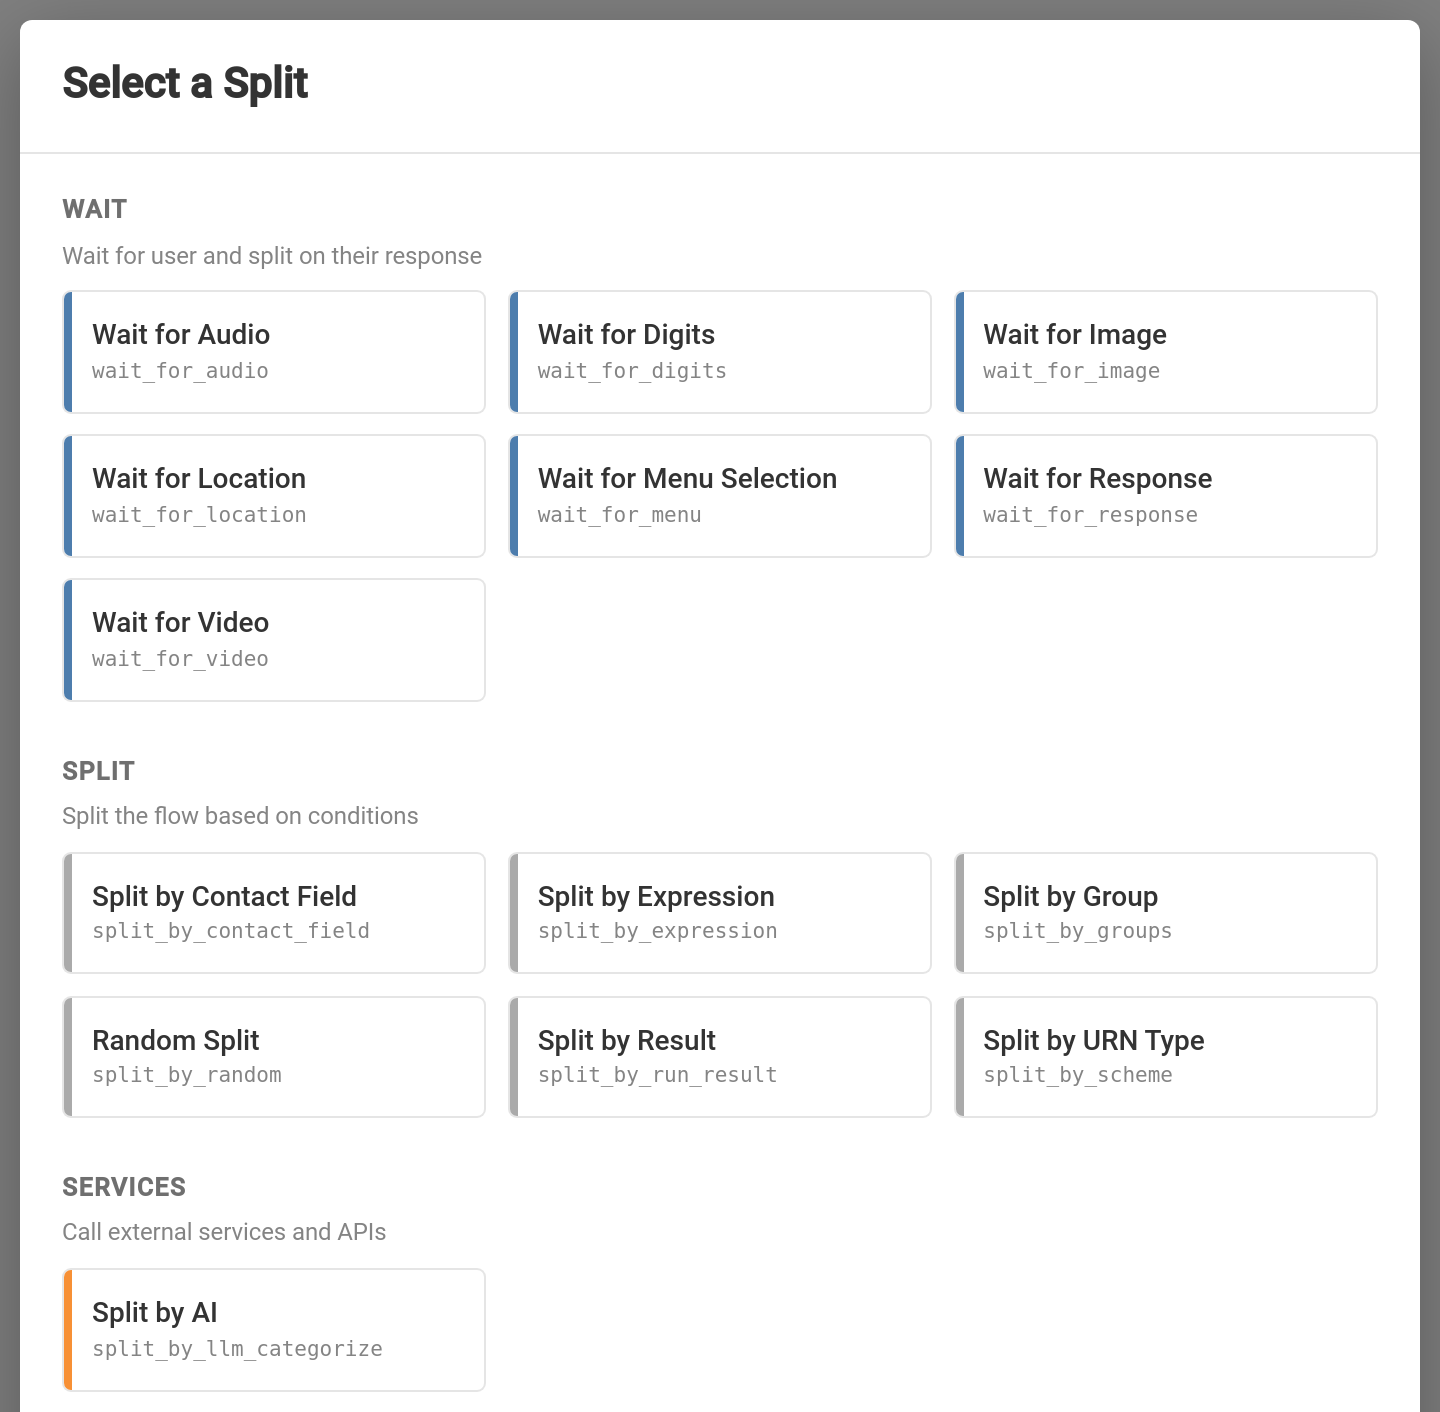 Select a Split
WAIT
Wait for user and split on their response
Wait for Audio
wait_for_audio
Wait for Digits
wait_for_digits
Wait for Image
wait_for_image
Wait for Location
wait_for_location
Wait for Menu Selection
wait_for_menu
Wait for Response
wait_for_response
Wait for Video
wait_for_video
SPLIT
Split the flow based on conditions
Split by Contact Field
split_by_contact_field
Split by Expression
split_by_expression
Split by Group
split_by_groups
Random Split
split_by_random
Split by Result
split_by_run_result
Split by URN Type
split_by_scheme
SERVICES
Call external services and APIs
Split by AI
split_by_llm_categorize